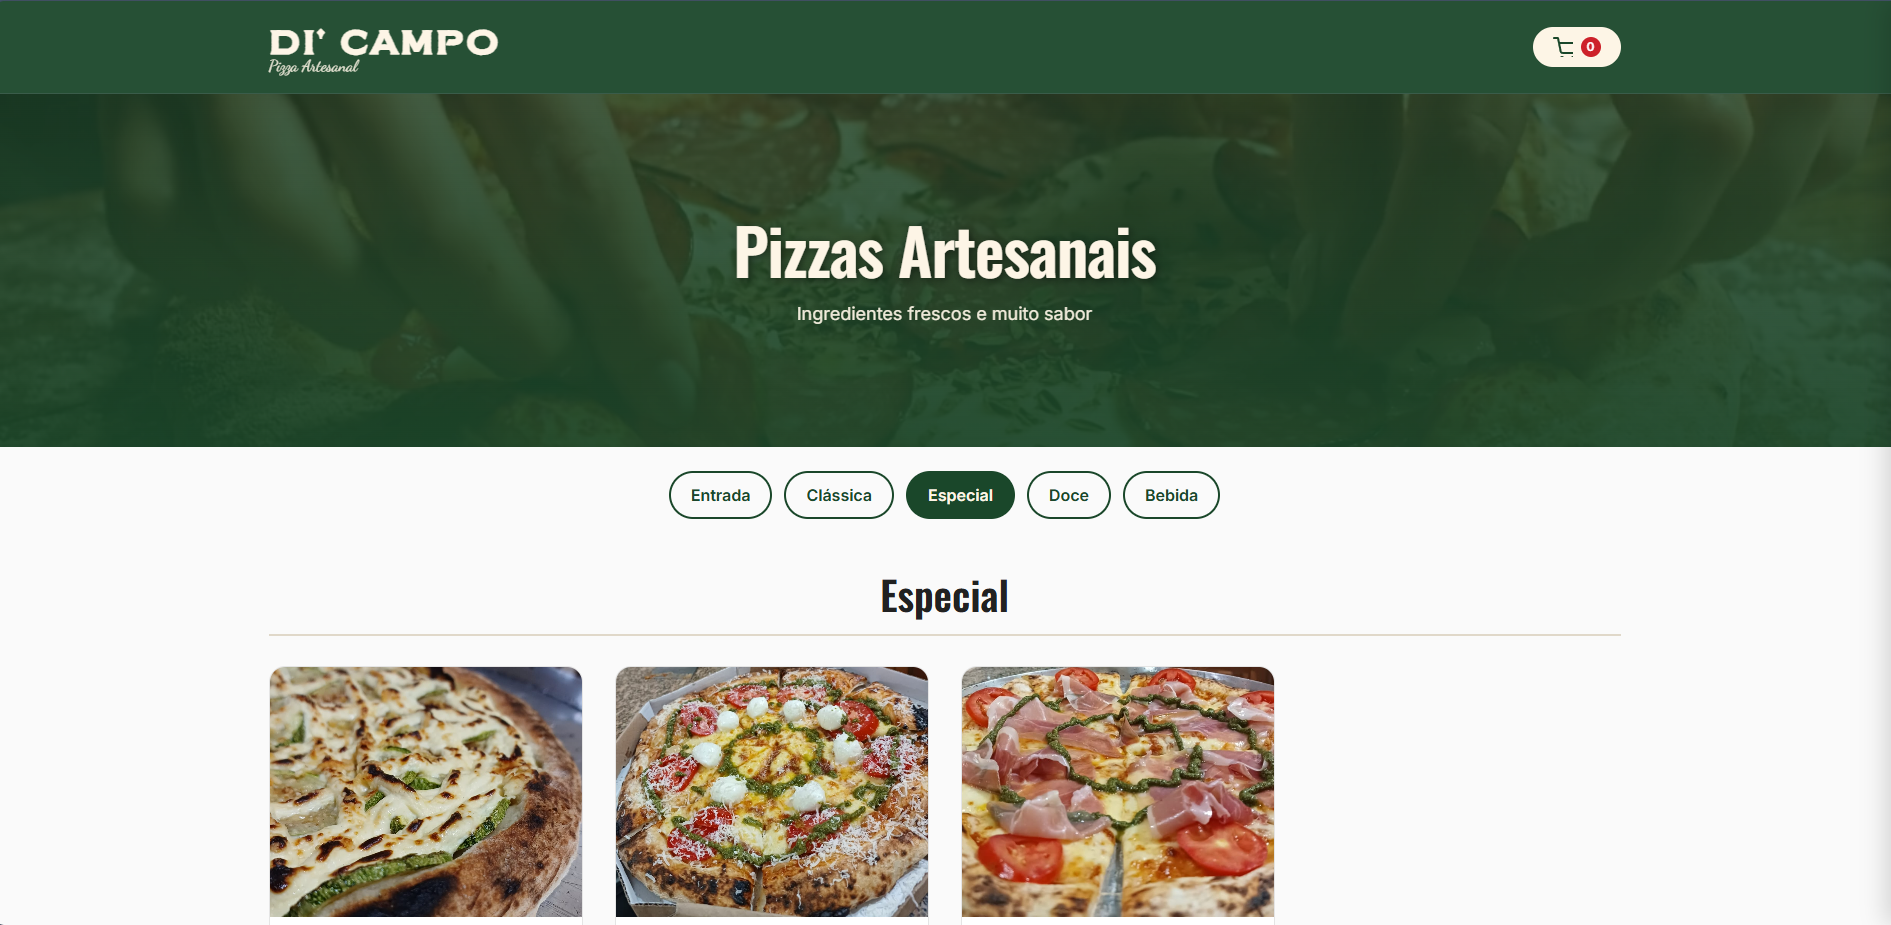 DI' CAMPO
Pizza Artesanal
0
Pizzas Artesanais
Ingredientes frescos e muito sabor
Entrada
Clássica
Especial
Doce
Bebida
Especial